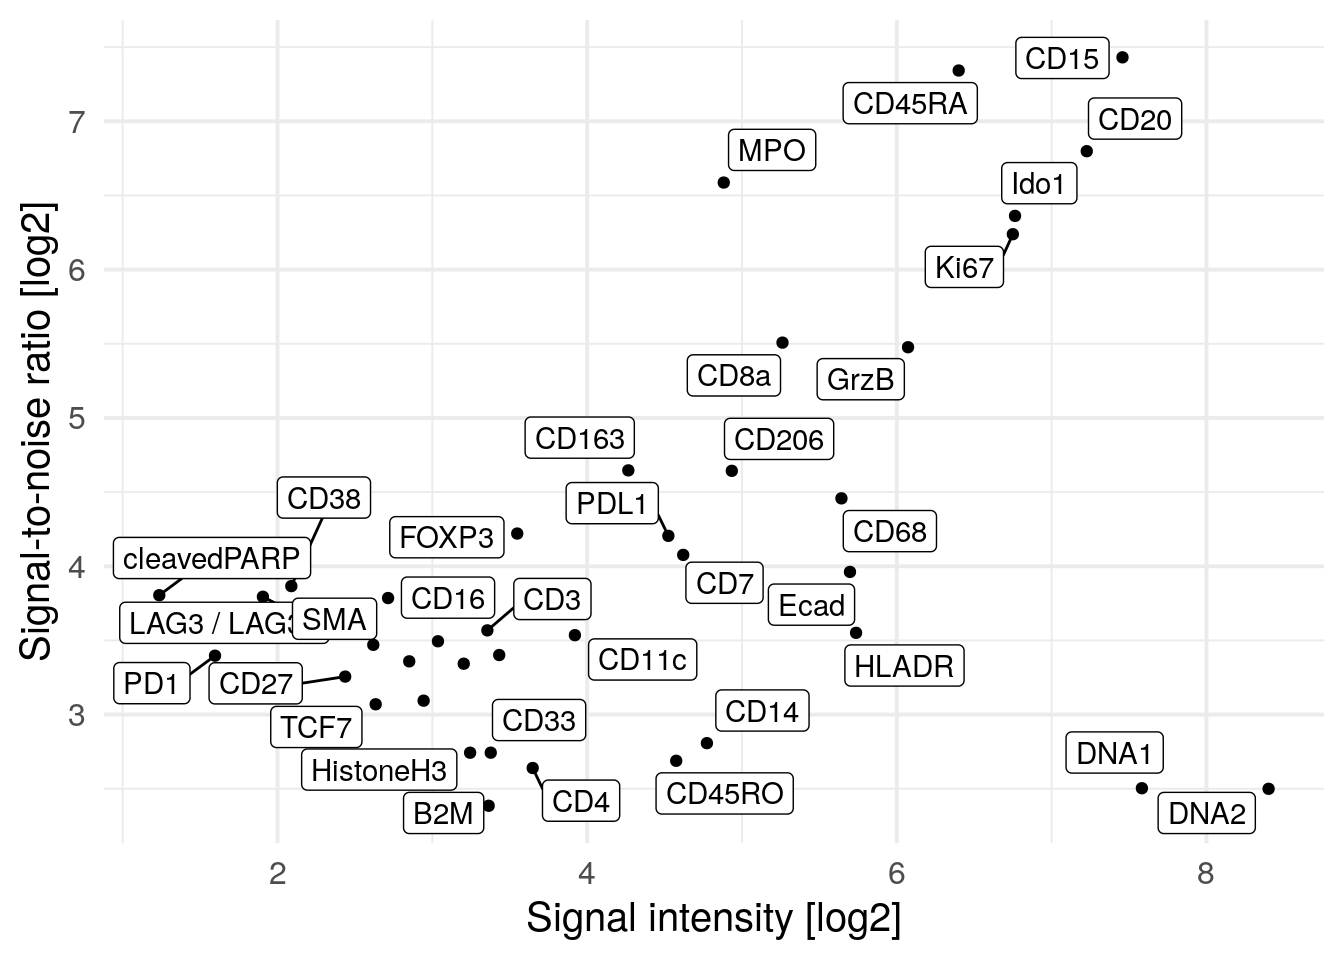 CD15
CD45RA
CD20
7
MPO
Ido1
6
Ki67
CD8a
GrzB
5
CD163
CD206
CD38
PDL1
FOXP3
CD68
cleavedPARP
4
CD7
CD16
CD3
Ecad
LAG3 / LAG3
SMA
CD11c
HLADR
PD1
CD27
3
CD14
CD33
TCF7
DNA1
HistoneH3
CD45RO
CD4
B2M
DNA2
2
4
6
8
Signal intensity [log2]
Signal-to-noise ratio [log2]